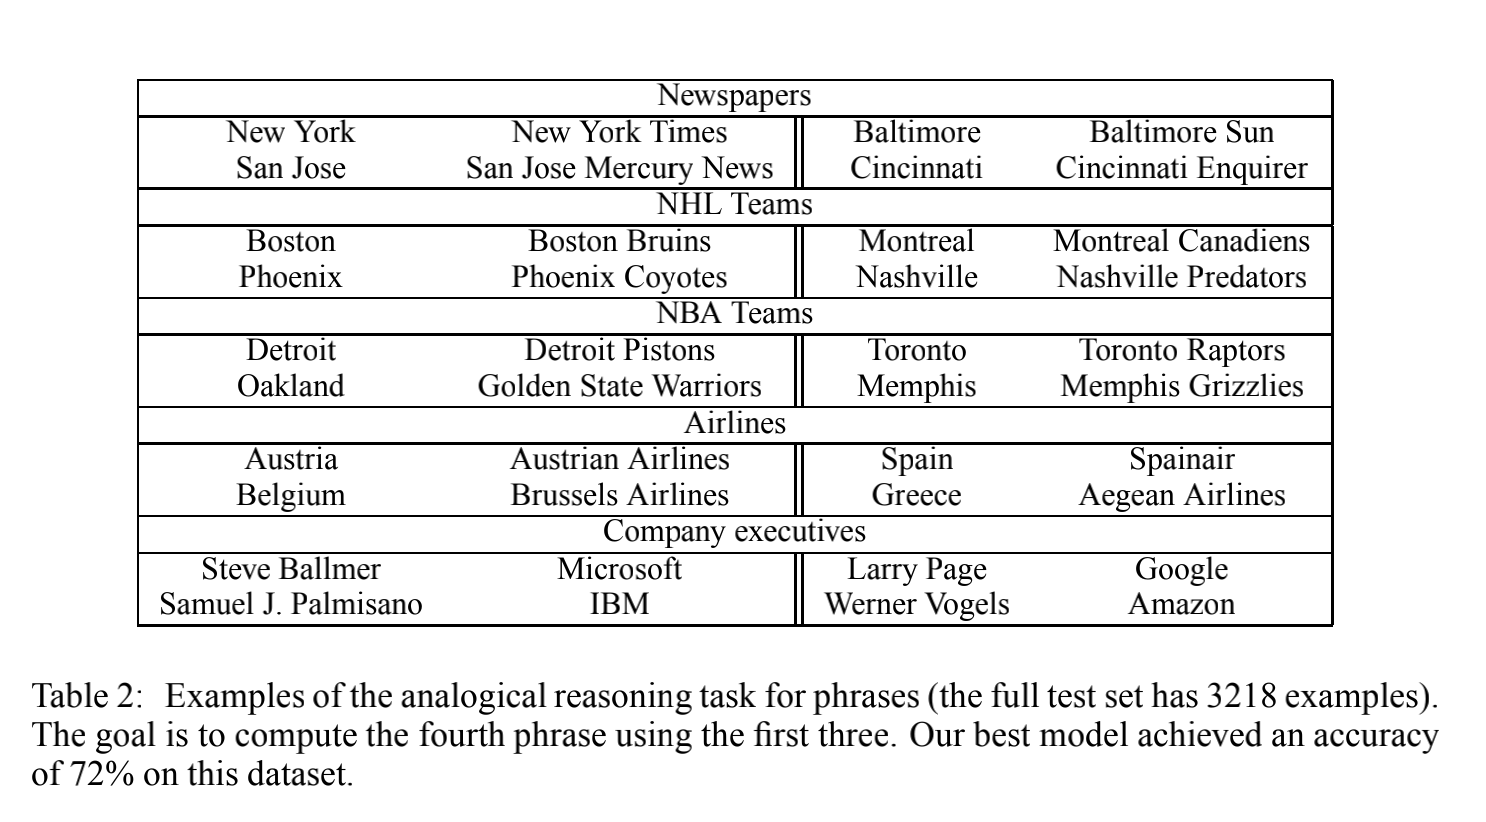 Newspapers
New York New York Times Baltimore Baltimore Sun
San Jose San Jose Mercury News Cincinnati Cincinnati Enquirer
NHL Teams
Boston Boston Bruins Montreal Montreal Canadiens
Phoenix Phoenix Coyotes Nashville Nashville Predators
NBA Teams
Detroit Detroit Pistons Toronto Toronto Raptors
Oakland Golden State Warriors Memphis Memphis Grizzlies
Airlines
Austria Austrian Airlines Spain Spainair
Belgium Brussels Airlines Greece Aegean Airlines
Company executives
Steve Ballmer Microsoft Larry Page Google
Samuel J. Palmisano IBM Werner Vogels Amazon
Table 2: Examples of the analogical reasoning task for phrases (the full test set has 3218 examples).
The goal is to compute the fourth phrase using the first three. Our best model achieved an accuracy
of 72% on this dataset.